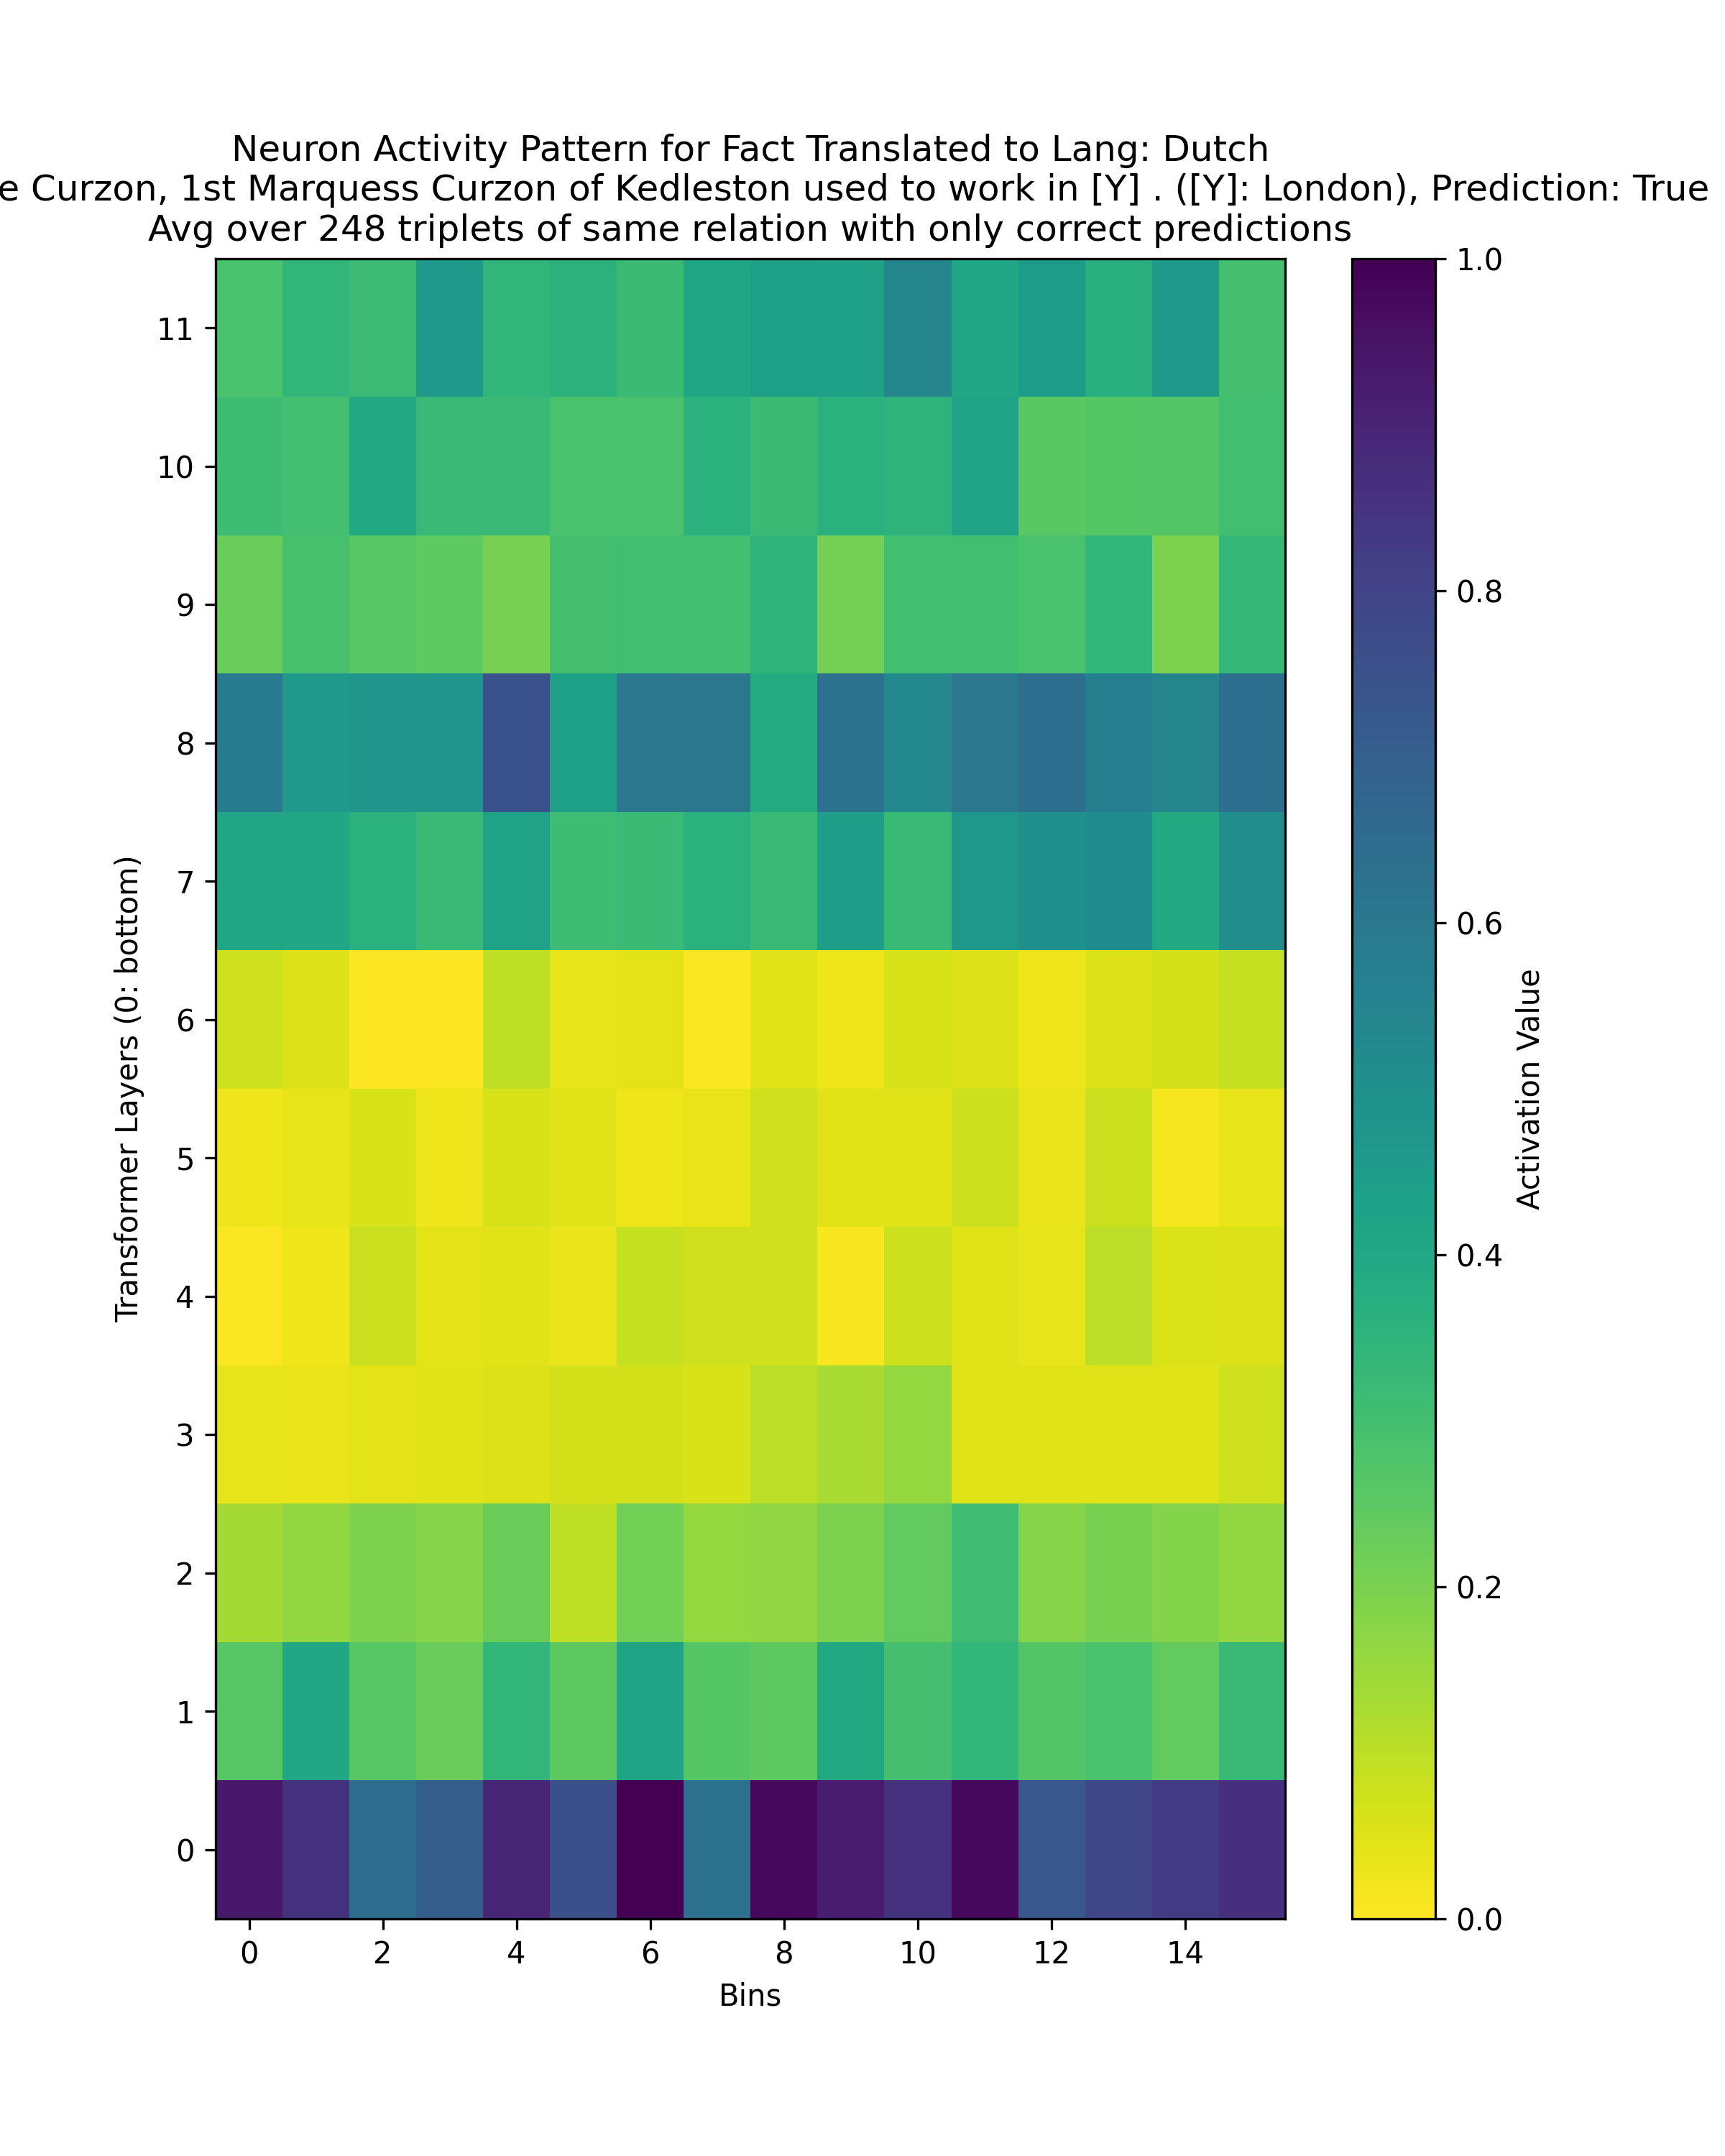 Neuron Activity Pattern for Fact Translated to Lang: Dutch
e Curzon, 1st Marquess Curzon of Kedleston used to work in [Y] . ([Y]: London), Prediction: True
Avg over 248 triplets of same relation with only correct predictions
11
10
9
8
7
6
5
4
3
2
1
0
Transformer Layers (0: bottom)
0 2 4 6 8 10 12 14
Bins
1.0
0.8
0.6
0.4
0.2
0.0
Activation Value